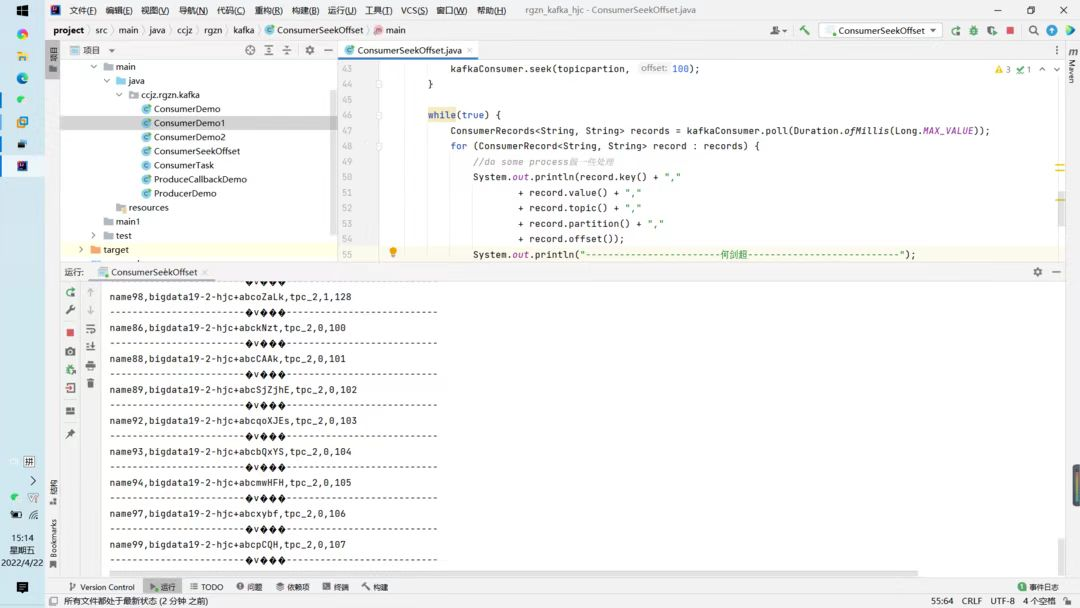 文件(F) 编辑(E) 视图(V) 导航(N) 代码(C) 重构(R) 构建(B) 运行(U) 工具(T) VCS(S) 窗口(W) 帮助(H) rgzn_kafka_hjc - ConsumerSeekOffset.java
project src main java ccjz rgzn kafka ConsumerSeekOffset main ConsumerSeekOffset
项目 ConsumerSeekOffset.java
项目
Maven
main
java
ccjz.rgzn.kafka
ConsumerDemo
ConsumerDemo1
ConsumerDemo2
ConsumerSeekOffset
ConsumerTask
ProduceCallbackDemo
ProducerDemo
resources
main1
test
target
3 1
43 kafkaConsumer.seek(topicpartion, offset: 100);
44 }
45
46 while(true) {
47 ConsumerRecords<String, String> records = kafkaConsumer.poll(Duration.ofMillis(Long.MAX_VALUE));
48 for (ConsumerRecord<String, String> record : records) {
49 //do some process做一些处理
50 System.out.println(record.key() + ","
51 + record.value() + ","
52 + record.topic() + ","
53 + record.partition() + ","
54 + record.offset());
55 System.out.println("-----------------------何剑超--------------------------");
运行: ConsumerSeekOffset
-----------------------�ν���--------------------------
name98,bigdata19-2-hjc+abcoZaLk,tpc_2,1,128
-----------------------�ν���--------------------------
name86,bigdata19-2-hjc+abckNzt,tpc_2,0,100
-----------------------�ν���--------------------------
name88,bigdata19-2-hjc+abcCAAk,tpc_2,0,101
-----------------------�ν���--------------------------
name89,bigdata19-2-hjc+abcSjZjhE,tpc_2,0,102
-----------------------�ν���--------------------------
name92,bigdata19-2-hjc+abcqoXJEs,tpc_2,0,103
-----------------------�ν���--------------------------
name93,bigdata19-2-hjc+abcbQxYS,tpc_2,0,104
-----------------------�ν���--------------------------
name94,bigdata19-2-hjc+abcmwHFH,tpc_2,0,105
-----------------------�ν���--------------------------
name97,bigdata19-2-hjc+abcxybf,tpc_2,0,106
-----------------------�ν���--------------------------
name99,bigdata19-2-hjc+abcpCQH,tpc_2,0,107
-----------------------�ν���--------------------------
结构
Bookmarks
拼
15:14
星期五
2022/4/22
Version Control 运行 TODO 问题 依赖项 终端 构建 1 事件日志
所有文件都处于最新状态 (2 分钟 之前) 55:64 CRLF UTF-8 4 个空格